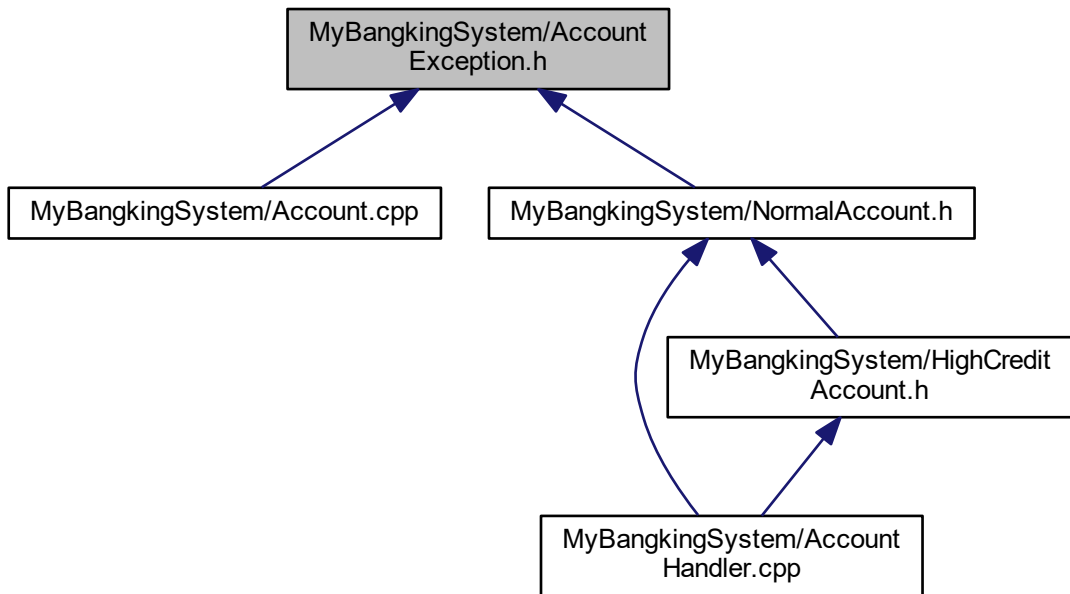 MyBangkingSystem/Account
Exception.h
MyBangkingSystem/Account.cpp
MyBangkingSystem/NormalAccount.h
MyBangkingSystem/HighCredit
Account.h
MyBangkingSystem/Account
Handler.cpp